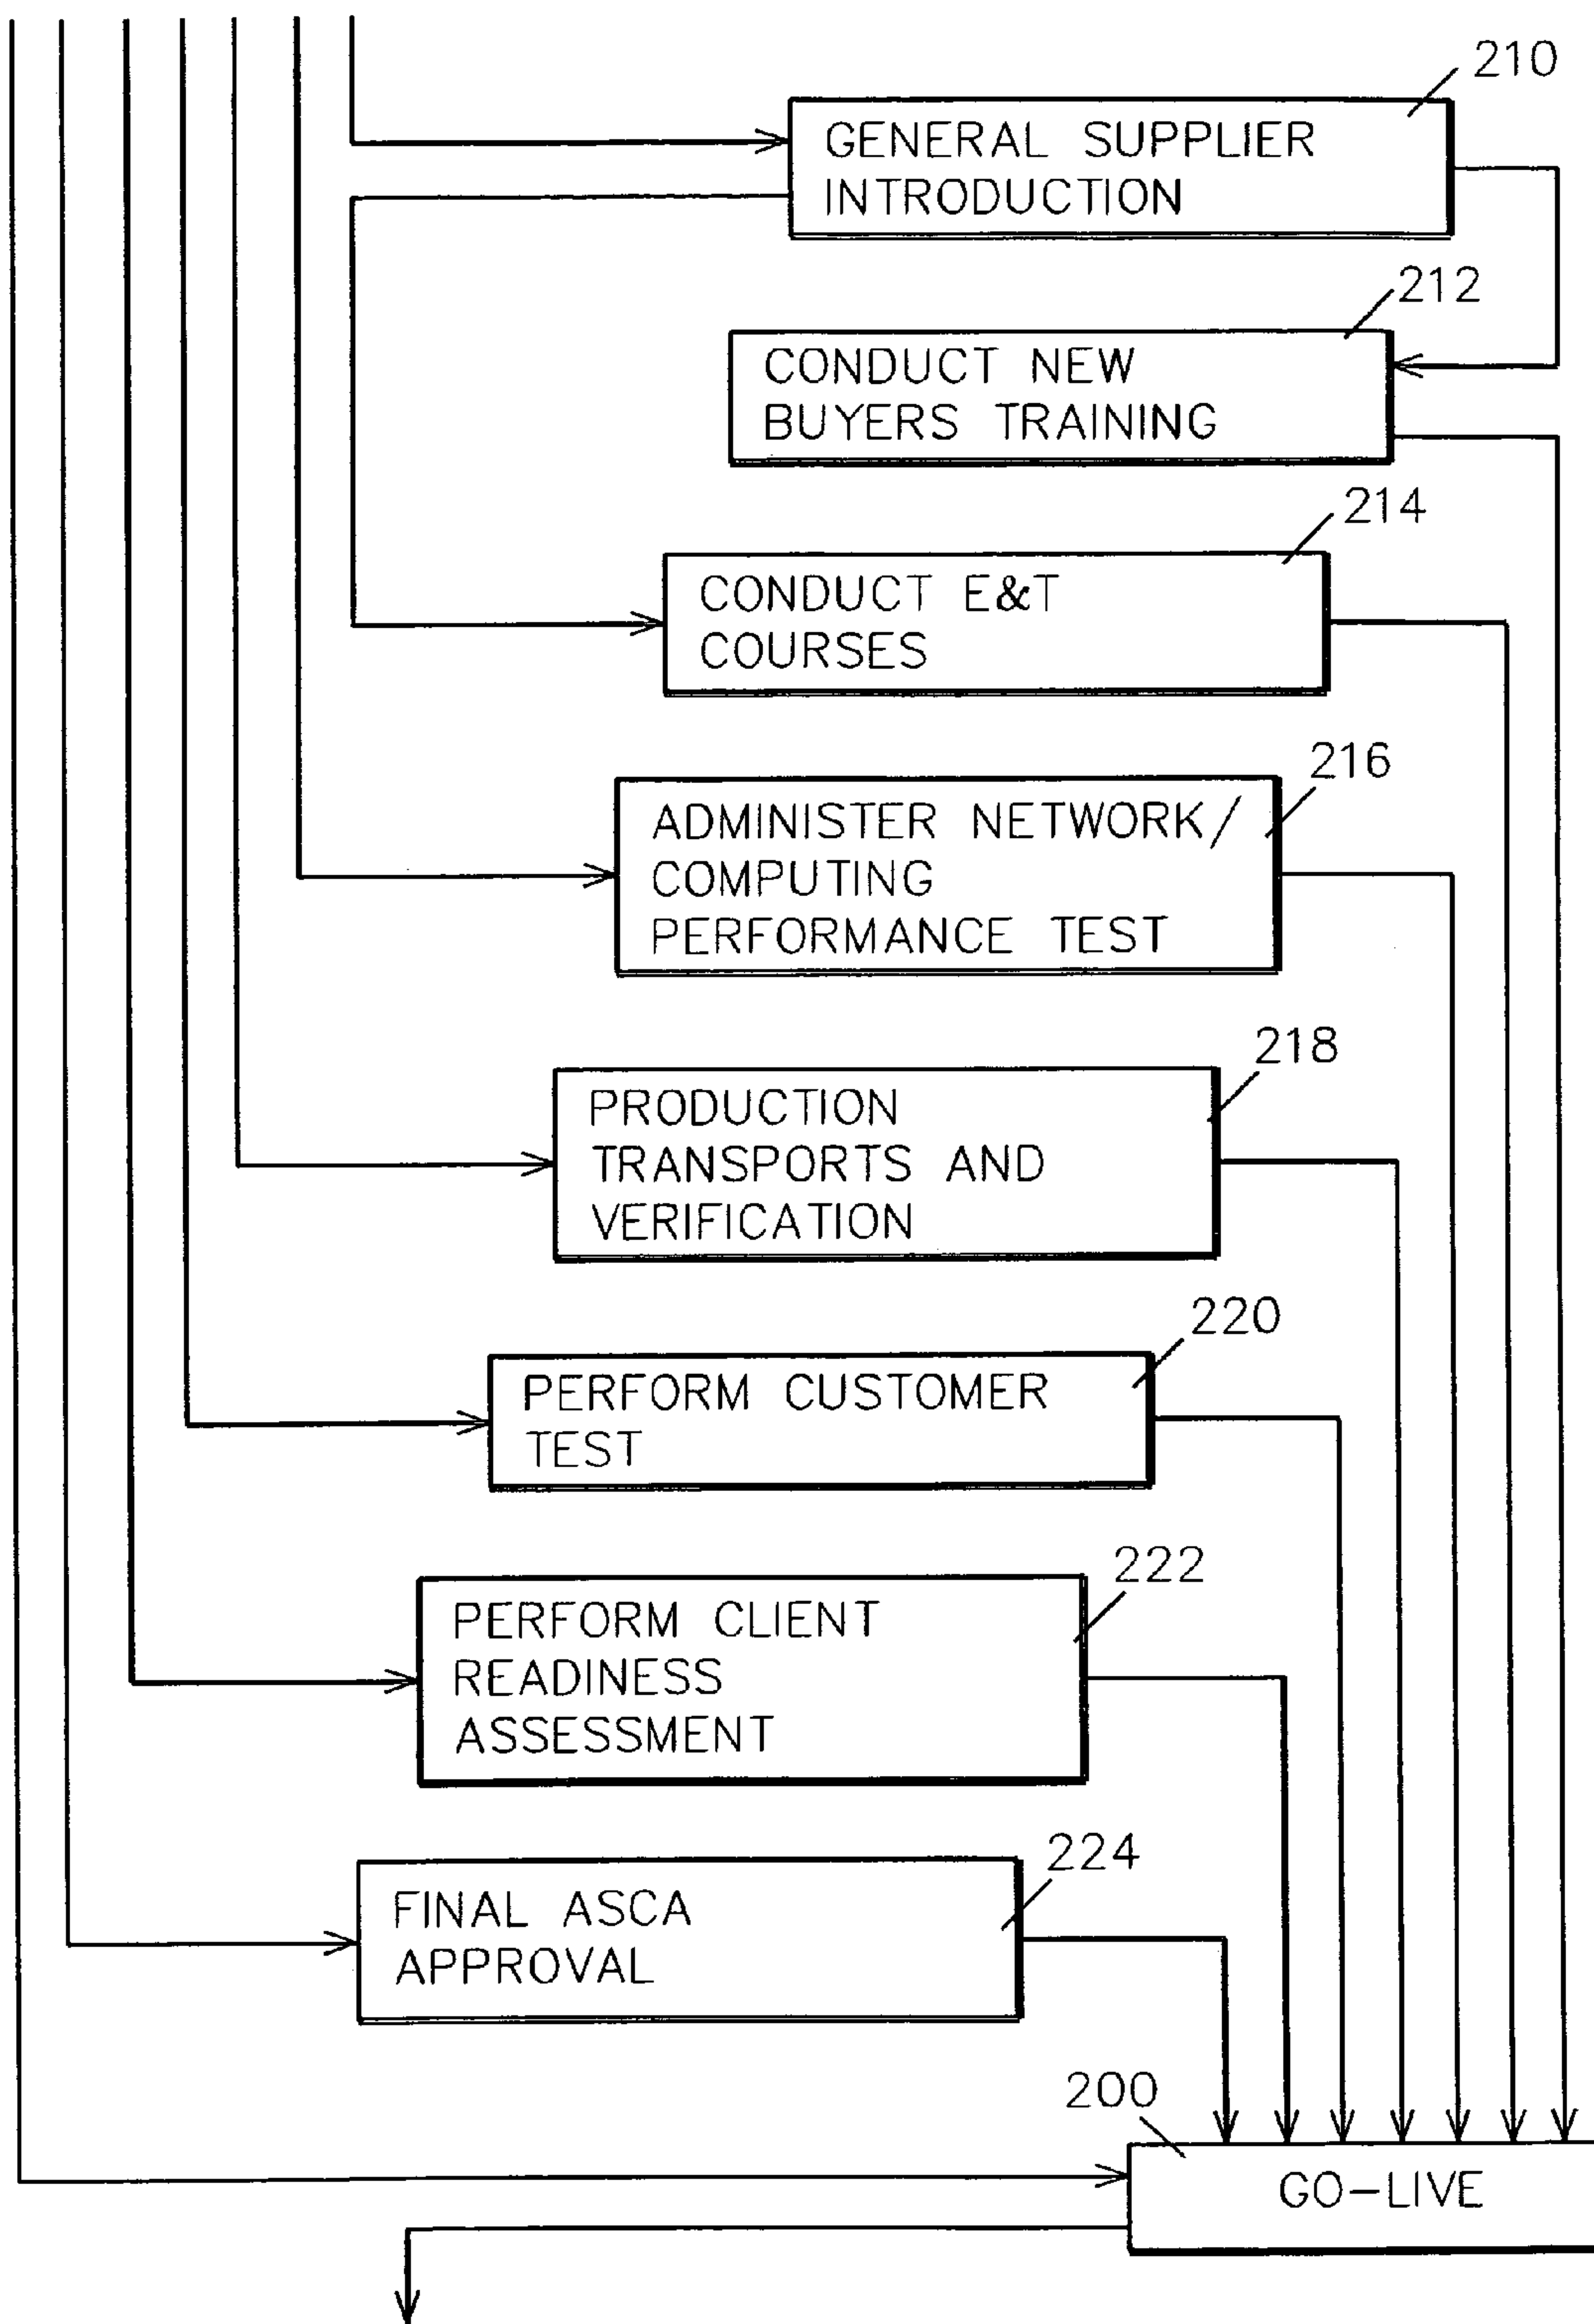 210
GENERAL SUPPLIER
INTRODUCTION
212
CONDUCT NEW
BUYERS TRAINING
214
CONDUCT E&T
COURSES
216
ADMINISTER NETWORK/
COMPUTING
PERFORMANCE TEST
218
PRODUCTION
TRANSPORTS AND
VERIFICATION
220
PERFORM CUSTOMER
TEST
222
PERFORM CLIENT
READINESS
ASSESSMENT
224
FINAL ASCA
APPROVAL
200
GO-LIVE